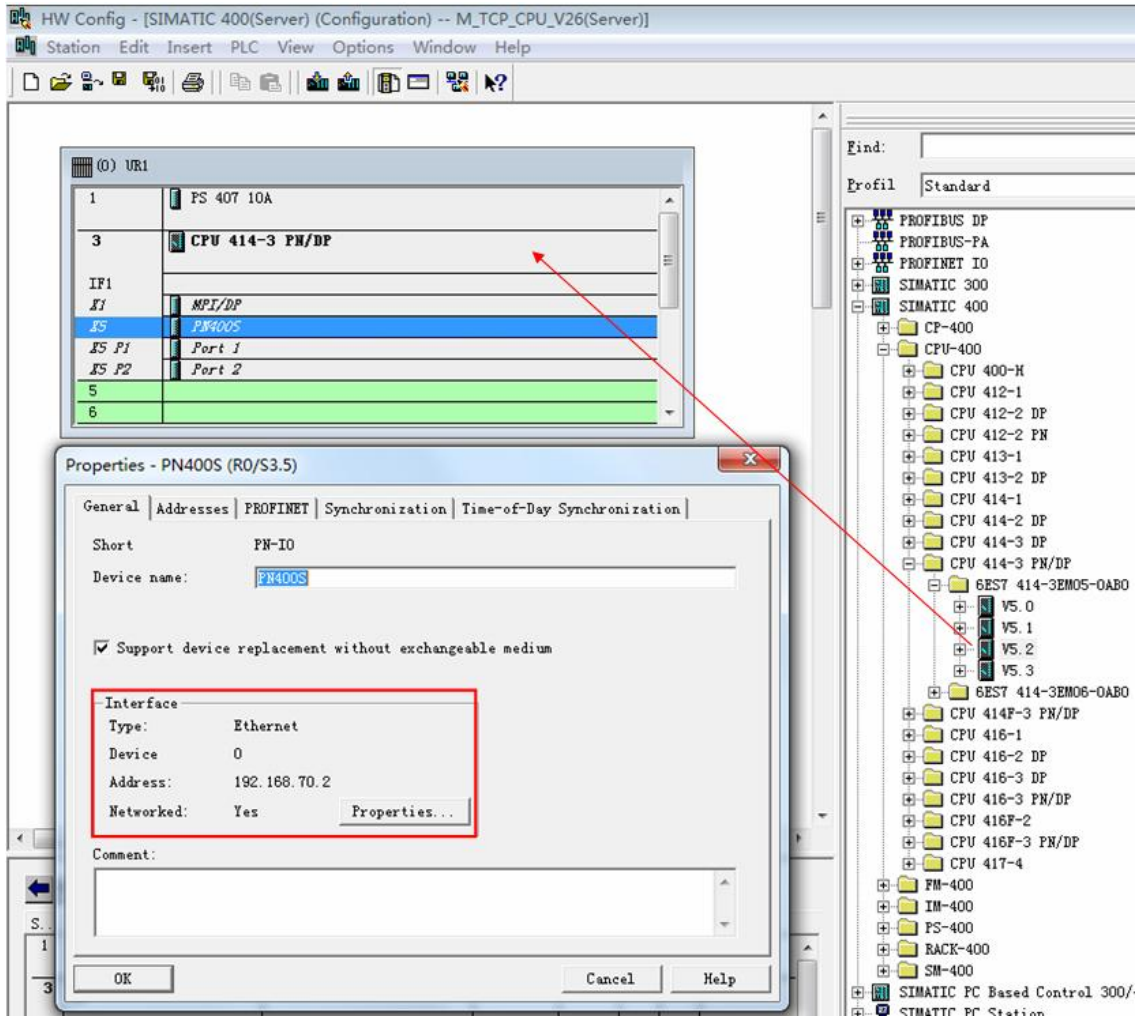 HW Config - [SIMATIC 400(Server) (Configuration) -- M_TCP_CPU_V26(Server)]
Station Edit Insert PLC View Options Window Help
(0) UR1
1 PS 407 10A
3 CPU 414-3 PN/DP
IF1
X1 MPI/DP
X5 PN400S
X5 P1 Port 1
X5 P2 Port 2
5
6
Properties - PN400S (R0/S3.5)
General Addresses PROFINET Synchronization Time-of-Day Synchronization
Short PN-IO
Device name: PN400S
Support device replacement without exchangeable medium
Interface
Type: Ethernet
Device 0
Address: 192.168.70.2
Networked: Yes Properties...
Comment:
OK Cancel Help
S..
1
3
Find:
Profil Standard
PROFIBUS DP
PROFIBUS-PA
PROFINET IO
SIMATIC 300
SIMATIC 400
CP-400
CPU-400
CPU 400-H
CPU 412-1
CPU 412-2 DP
CPU 412-2 PN
CPU 413-1
CPU 413-2 DP
CPU 414-1
CPU 414-2 DP
CPU 414-3 DP
CPU 414-3 PN/DP
6ES7 414-3EM05-0AB0
V5.0
V5.1
V5.2
V5.3
6ES7 414-3EM06-0AB0
CPU 414F-3 PN/DP
CPU 416-1
CPU 416-2 DP
CPU 416-3 DP
CPU 416-3 PN/DP
CPU 416F-2
CPU 416F-3 PN/DP
CPU 417-4
FM-400
IM-400
PS-400
RACK-400
SM-400
SIMATIC PC Based Control 300/
SIMATIC PC Station